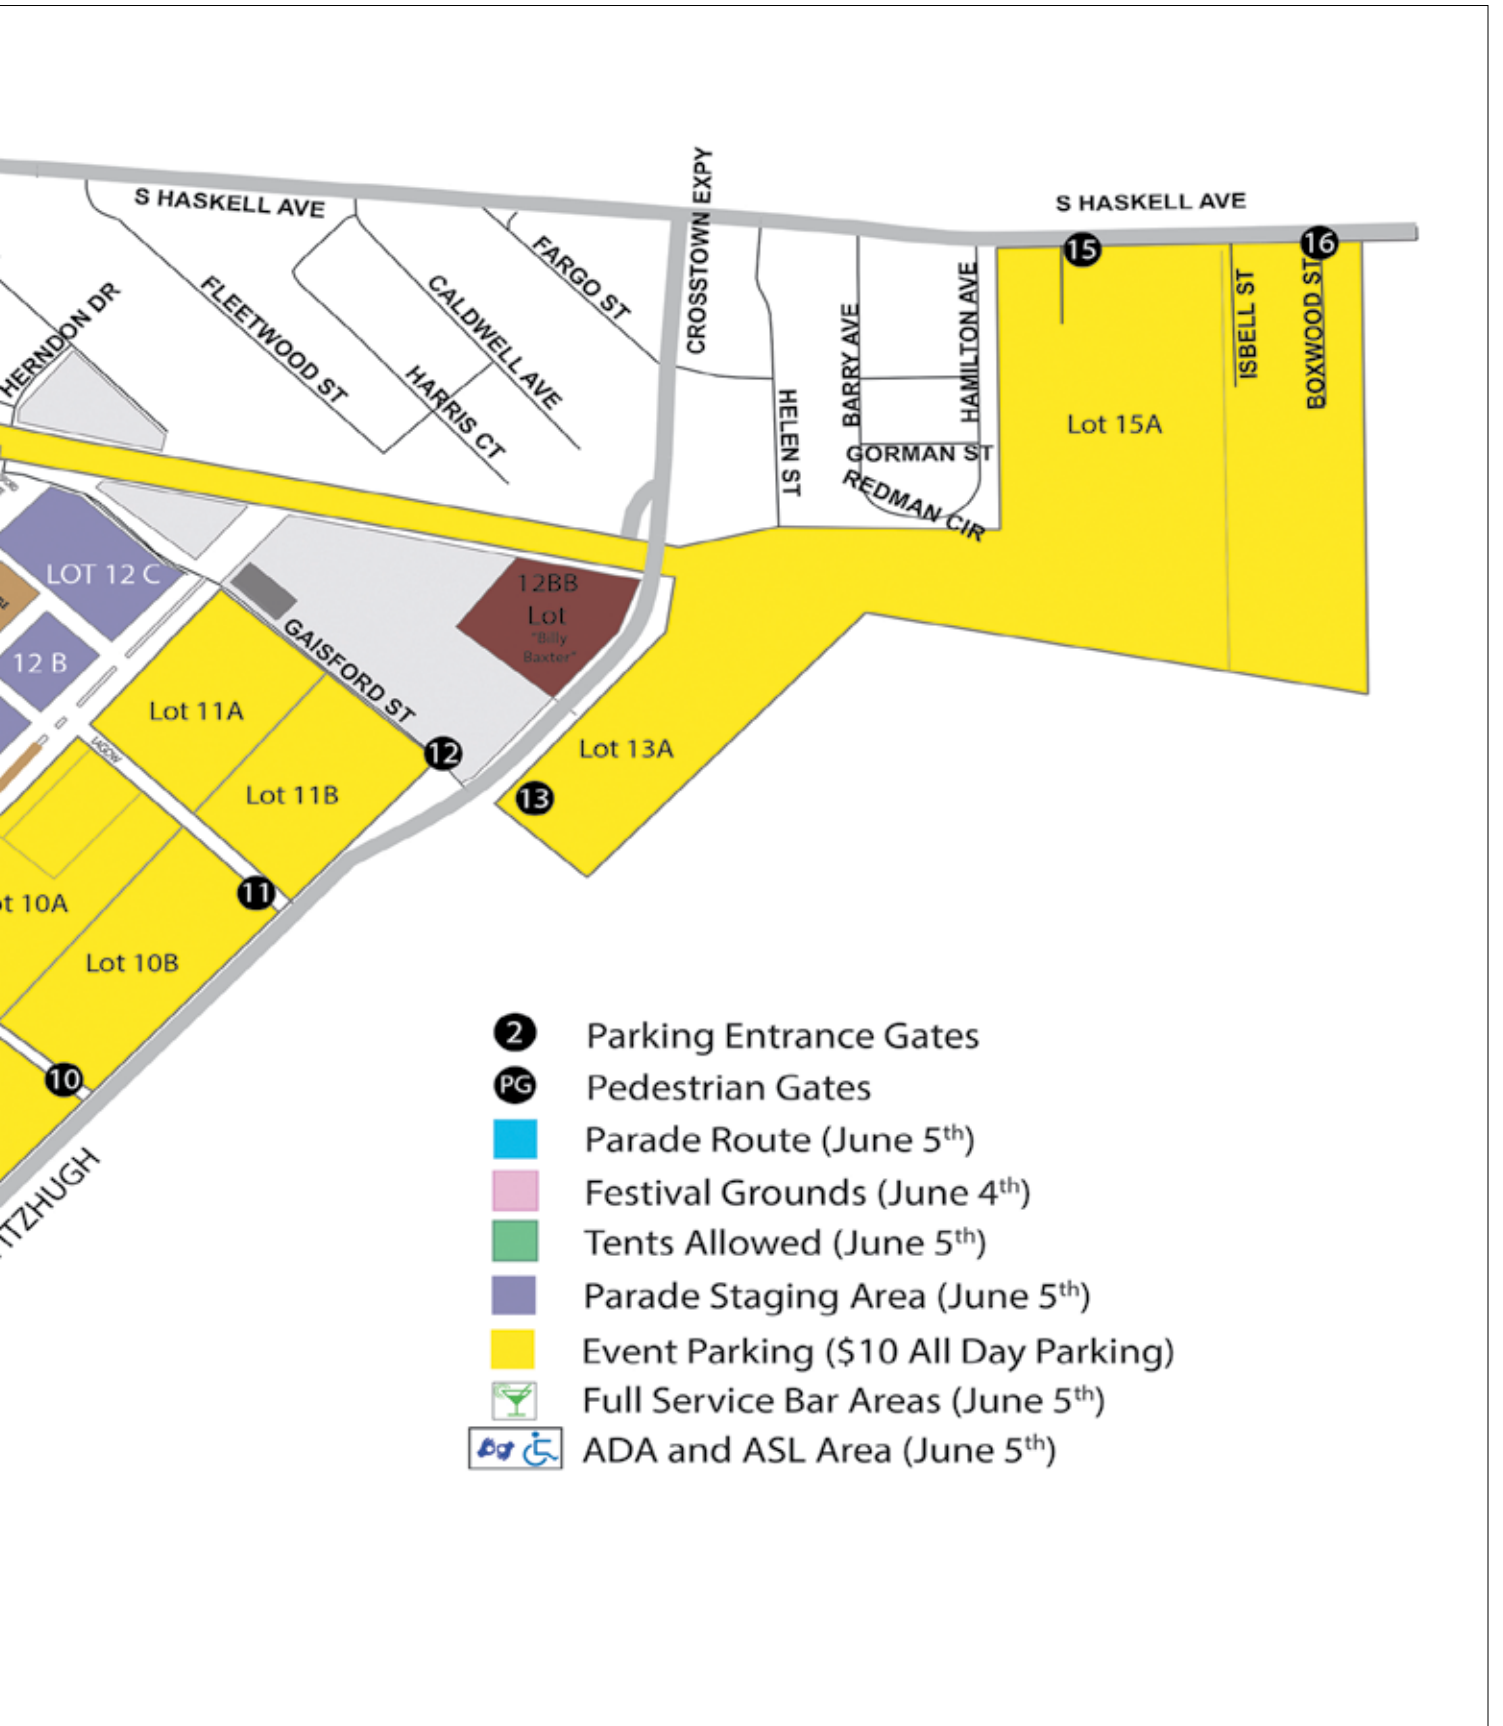 S HASKELL AVE
CROSSTOWN EXPY
S HASKELL AVE
15
16
HERNDON DR
FLEETWOOD ST
CALDWELL AVE
HARRIS CT
FARGO ST
HELEN ST
BARRY AVE
HAMILTON AVE
ISBELL ST
BOXWOOD ST
Lot 15A
GORMAN ST
REDMAN CIR
LOT 12 C
12BB
Lot
"Billy
Baxter"
12 B
GAISFORD ST
Lot 11A
LAGOW
12
Lot 13A
Lot 11B
13
11
10A
Lot 10B
10
2 Parking Entrance Gates
PG Pedestrian Gates
Parade Route (June 5th)
Festival Grounds (June 4th)
Tents Allowed (June 5th)
Parade Staging Area (June 5th)
Event Parking ($10 All Day Parking)
Full Service Bar Areas (June 5th)
ADA and ASL Area (June 5th)